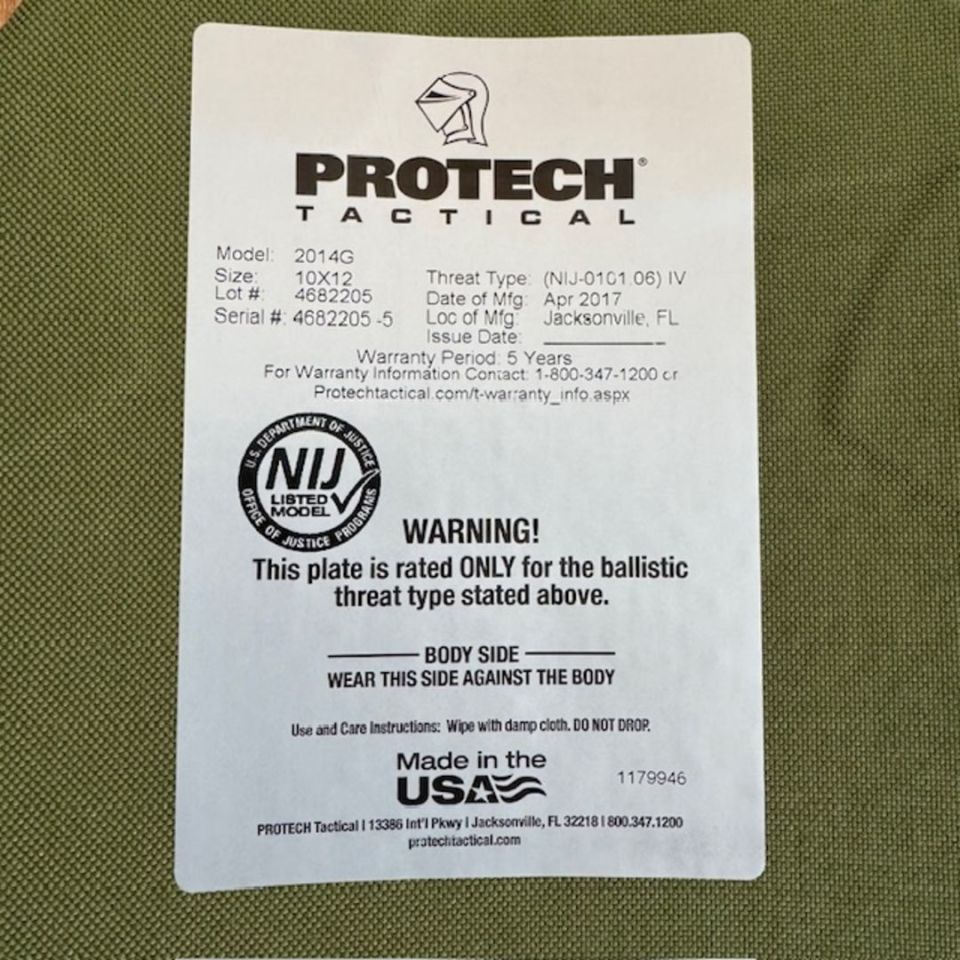 PROTECH®
TACTICAL
Model: 2014G
Size: 10X12 Threat Type: (NIJ-0101.06) IV
Lot #: 4682205 Date of Mfg: Apr 2017
Serial #: 4682205 -5 Loc of Mfg: Jacksonville, FL
Issue Date:
Warranty Period: 5 Years
For Warranty Information Contact: 1-800-347-1200 or
Protechtactical.com/t-warranty_info.aspx
U.S. DEPARTMENT OF JUSTICE
NIJ
LISTED
MODEL
OFFICE OF JUSTICE PROGRAMS
WARNING!
This plate is rated ONLY for the ballistic
threat type stated above.
BODY SIDE
WEAR THIS SIDE AGAINST THE BODY
Use and Care Instructions: Wipe with damp cloth. DO NOT DROP.
Made in the
USA
1179946
PROTECH Tactical | 13386 Int'l Pkwy | Jacksonville, FL 32218 | 800.347.1200
protechtactical.com